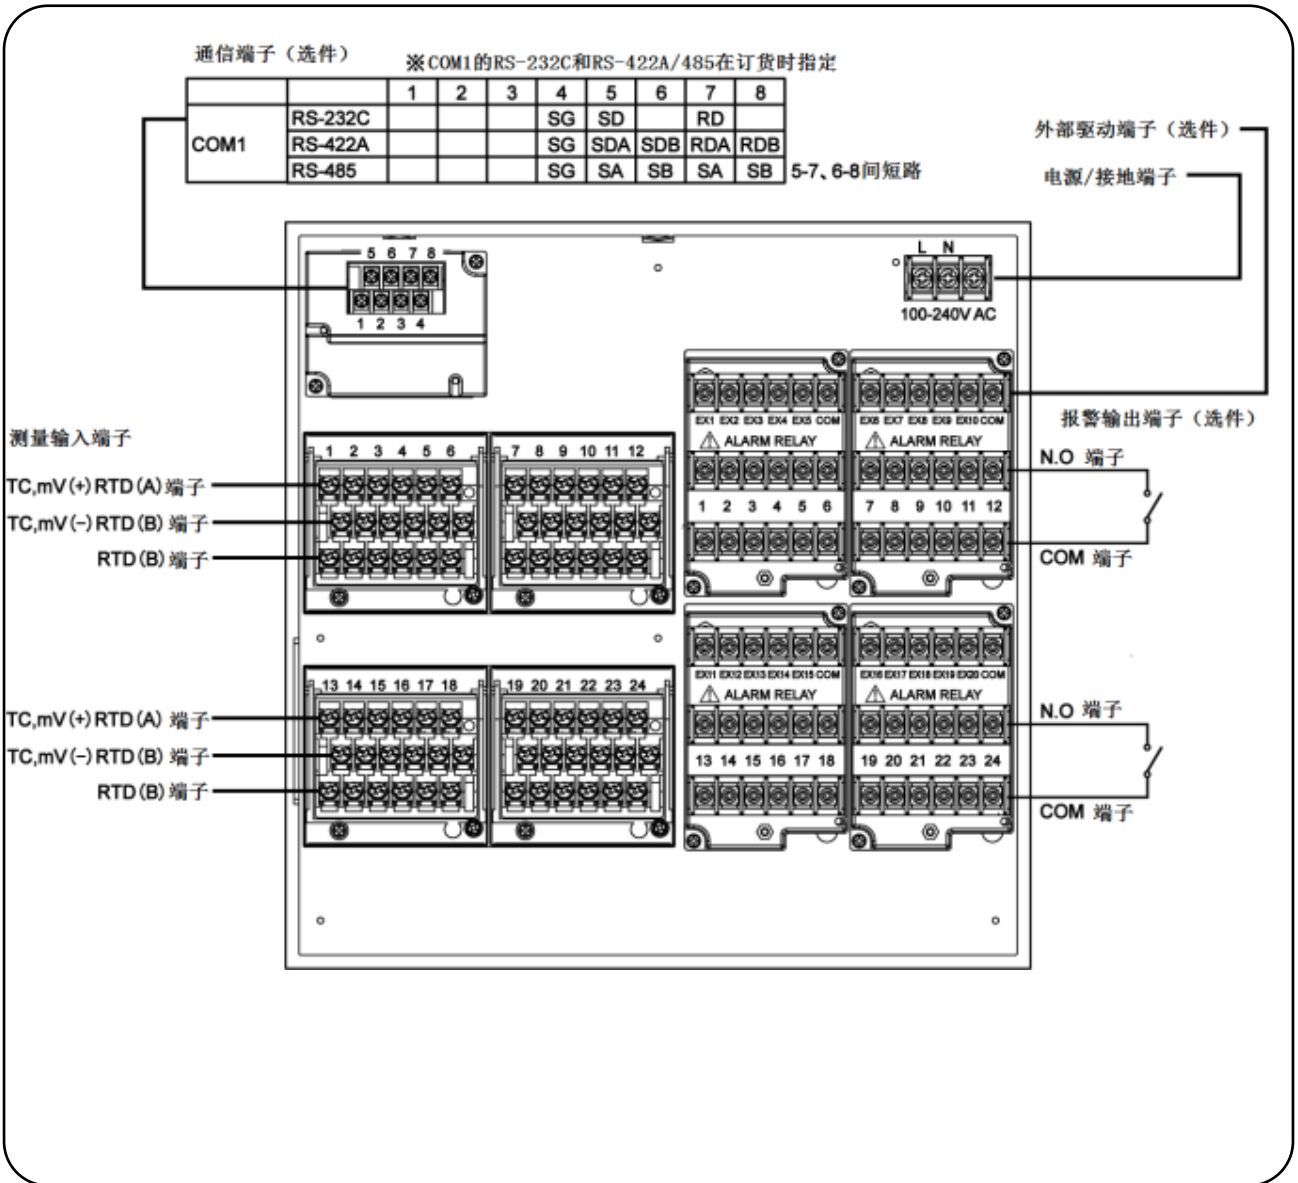 通信端子（选件）
※COM1的RS-232C和RS-422A/485在订货时指定
1 2 3 4 5 6 7 8
COM1
RS-232C SG SD RD
RS-422A SG SDA SDB RDA RDB
RS-485 SG SA SB SA SB 5-7、6-8间短路
外部驱动端子（选件）
电源/接地端子
5 6 7 8
1 2 3 4
L N
100-240V AC
EX1 EX2 EX3 EX4 EX5 COM
EX6 EX7 EX8 EX9 EX10 COM
报警输出端子（选件）
ALARM RELAY
ALARM RELAY
N.O 端子
1 2 3 4 5 6
7 8 9 10 11 12
COM 端子
测量输入端子
1 2 3 4 5 6
7 8 9 10 11 12
TC,mV(+)RTD(A)端子
TC,mV(-)RTD(B)端子
RTD(B)端子
EX11 EX12 EX13 EX14 EX15 COM
EX16 EX17 EX18 EX19 EX20 COM
ALARM RELAY
ALARM RELAY
N.O 端子
13 14 15 16 17 18
19 20 21 22 23 24
COM 端子
13 14 15 16 17 18
19 20 21 22 23 24
TC,mV(+)RTD(A) 端子
TC,mV(-)RTD(B) 端子
RTD(B)端子